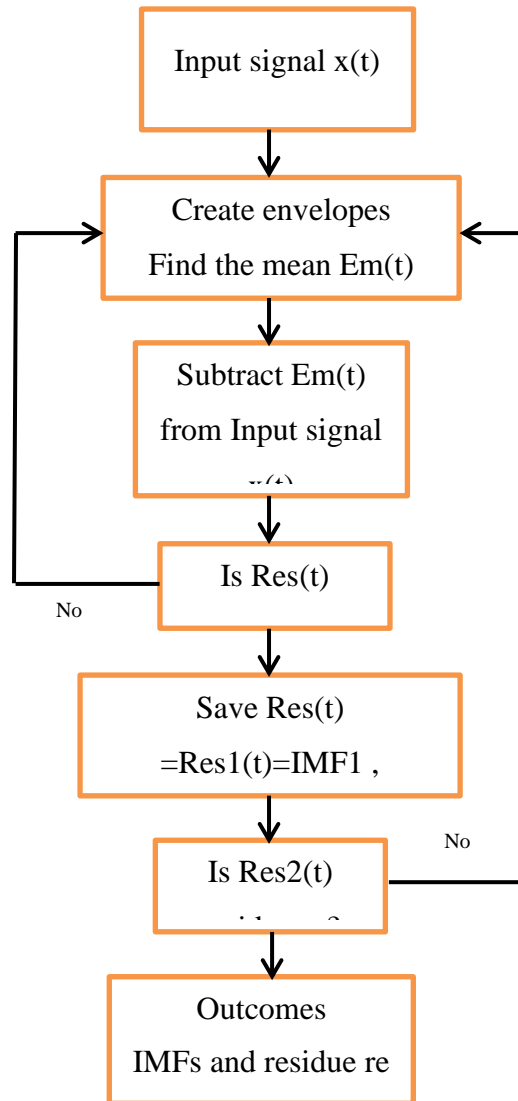 Input signal x(t)
Create envelopes
Find the mean Em(t)
Subtract Em(t)
from Input signal
x(t)
Is Res(t)
No
Save Res(t)
=Res1(t)=IMF1 ,
No
Is Res2(t)
Outcomes
IMFs and residue re